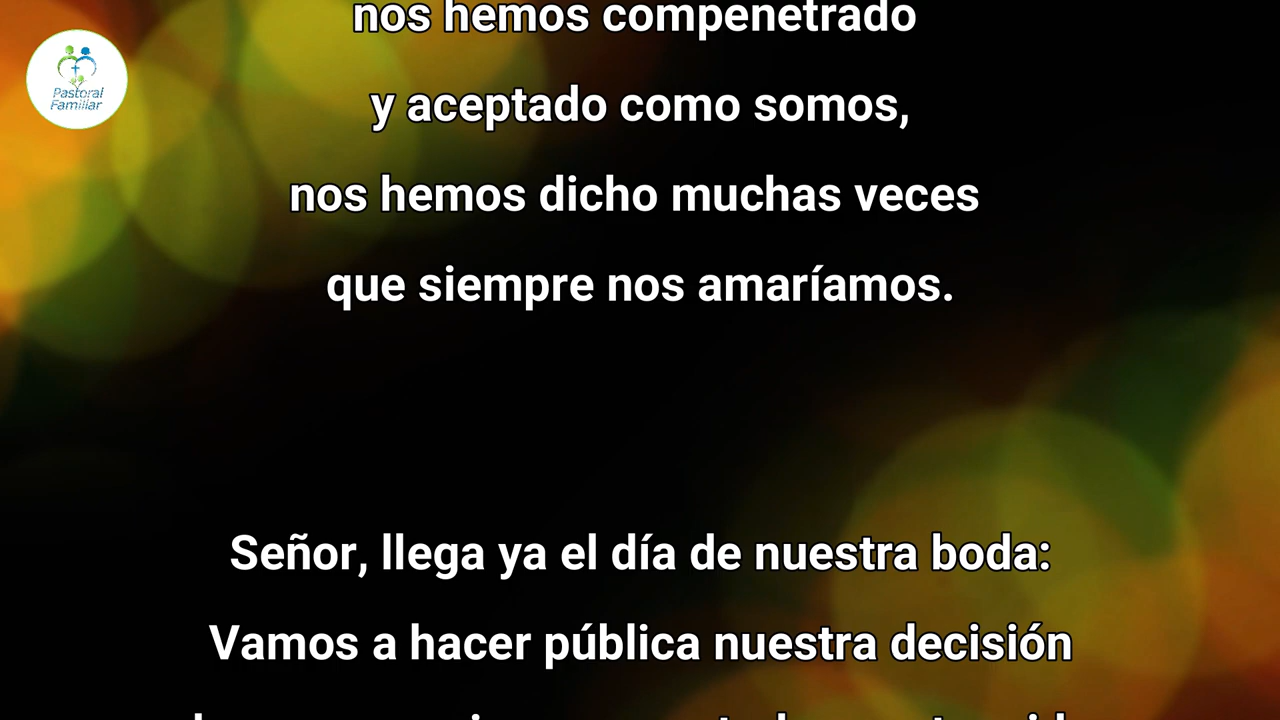 nos hemos compenetrado
Pastoral
Familiar
y aceptado como somos,
nos hemos dicho muchas veces
que siempre nos amaríamos.
Señor, llega ya el día de nuestra boda:
Vamos a hacer pública nuestra decisión